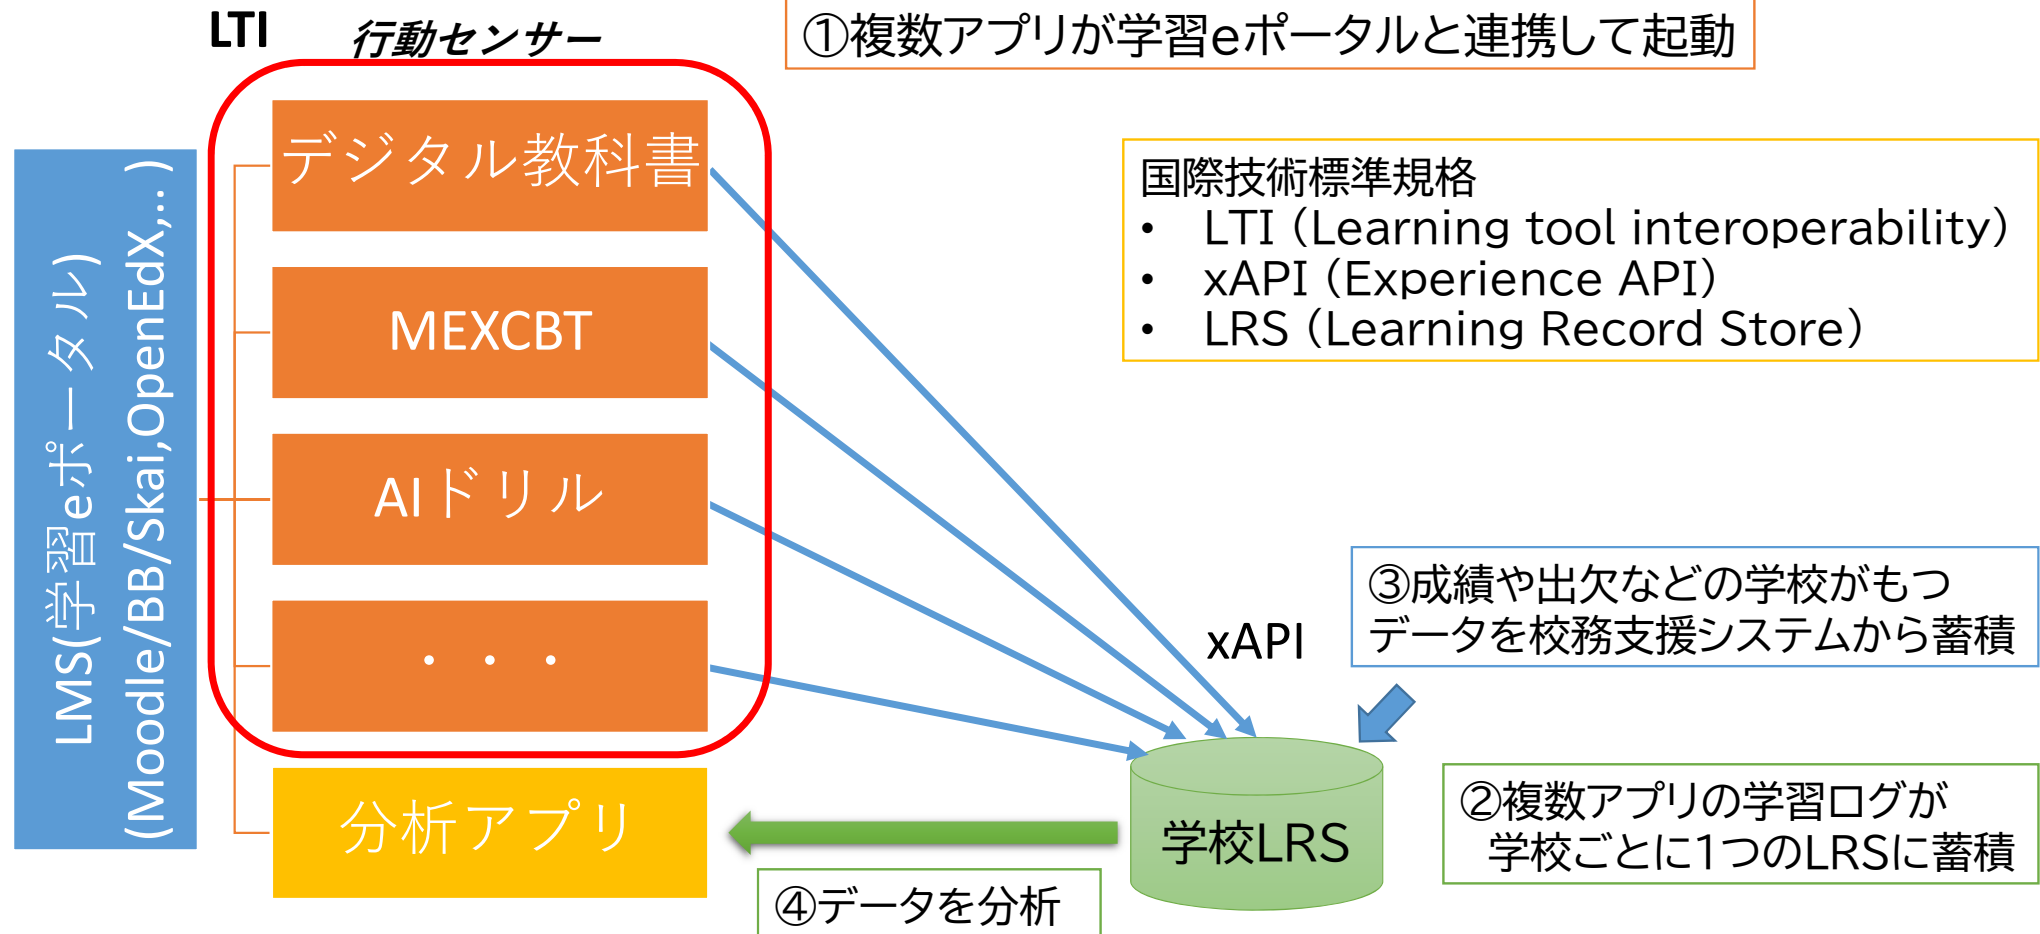 LTI
行動センサー
①複数アプリが学習eポータルと連携して起動
LMS(学習eポータル)
(Moodle/BB/Skai,OpenEdX,..)
デジタル教科書
MEXCBT
AIドリル
・・・
分析アプリ
国際技術標準規格
• LTI (Learning tool interoperability)
• xAPI (Experience API)
• LRS (Learning Record Store)
③成績や出欠などの学校がもつ
データを校務支援システムから蓄積
xAPI
②複数アプリの学習ログが
学校ごとに1つのLRSに蓄積
学校LRS
④データを分析